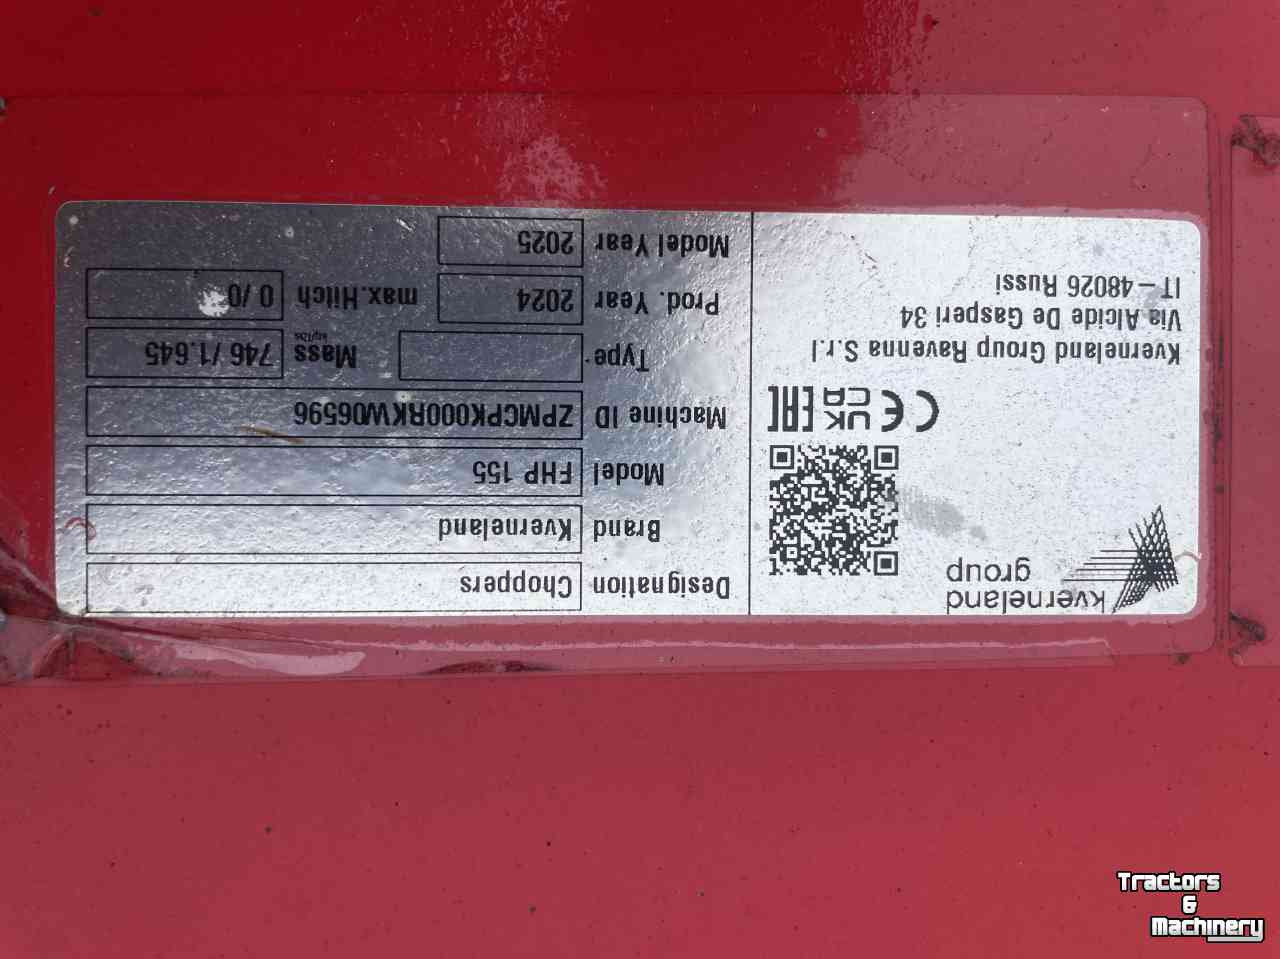 kverneland
group
CE UK CA EAC
Kverneland Group Ravenna S.r.l
Via Alcide De Gasperi 34
IT – 48026 Russi
Designation Choppers
Brand Kverneland
Model FHP 155
Machine ID ZPMCPK000RKW06596
Type Mass kg/lbs 746 /1.645
Prod. Year 2024 max.Hitch 0 /0
Model Year 2025
Tractors
&
Machinery